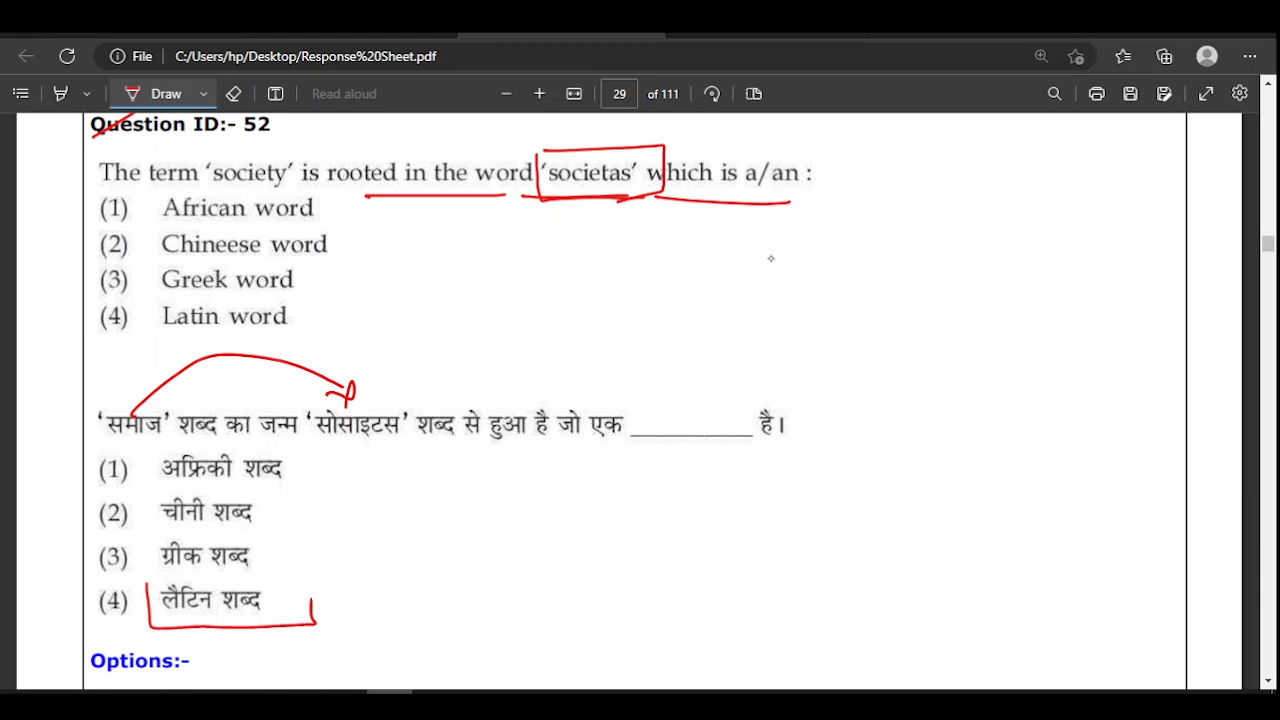 File C:/Users/hp/Desktop/Response%20Sheet.pdf
Draw Read aloud 29 of 111
Question ID:- 52
The term ‘society’ is rooted in the word ‘societas’ which is a/an :
(1) African word
(2) Chineese word
(3) Greek word
(4) Latin word
‘समाज’ शब्द का जन्म ‘सोसाइटस’ शब्द से हुआ है जो एक __________ है।
(1) अफ्रिकी शब्द
(2) चीनी शब्द
(3) ग्रीक शब्द
(4) लैटिन शब्द
Options:-